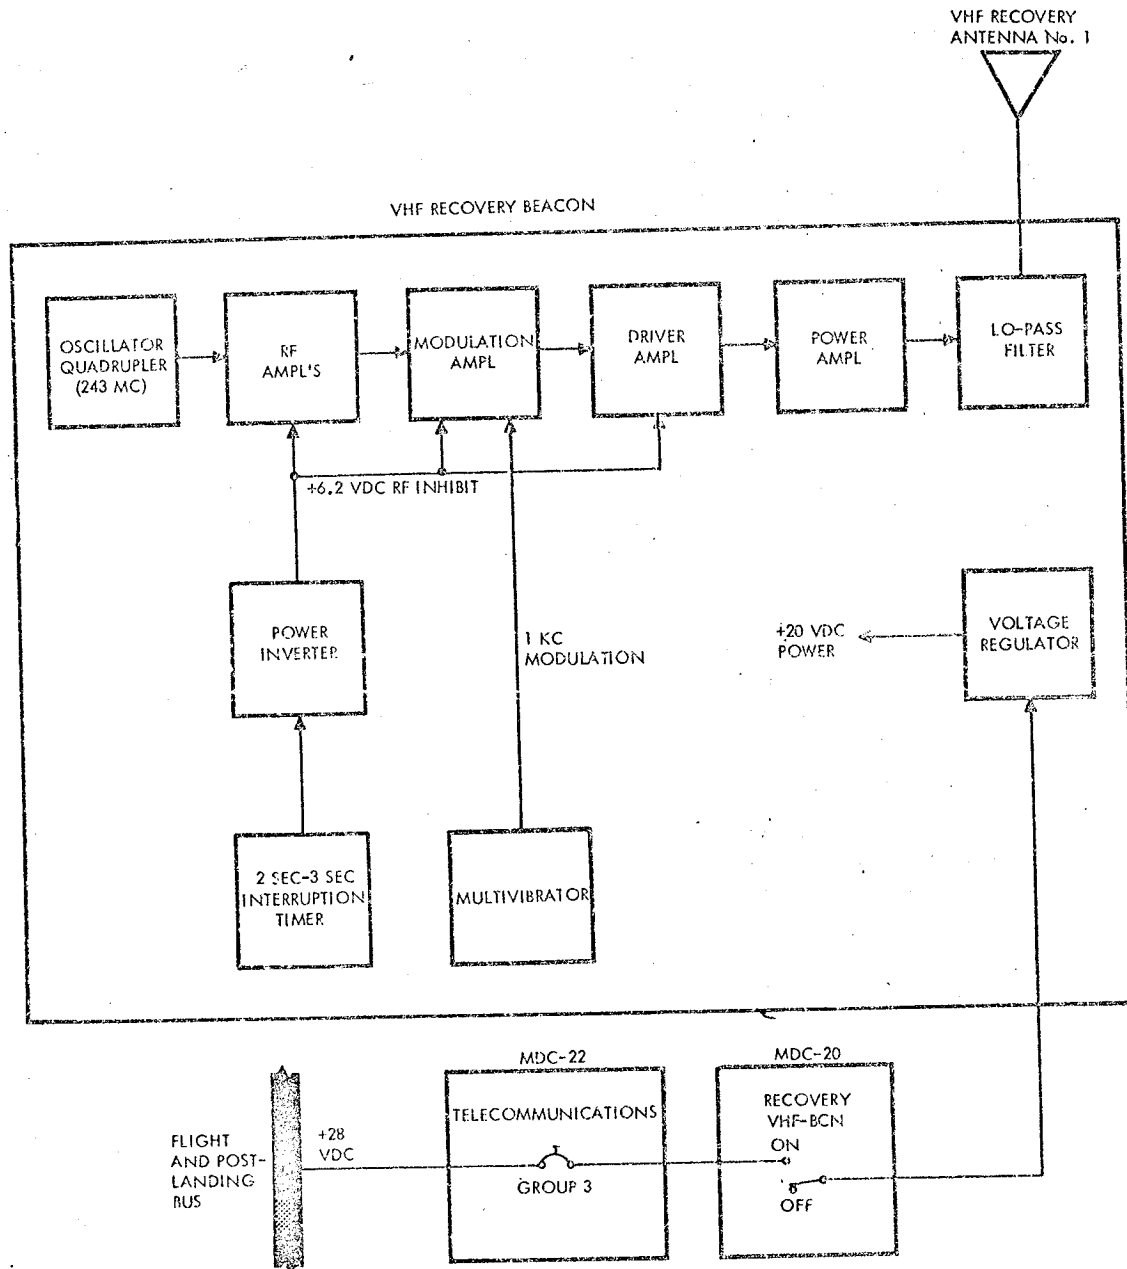 VHF RECOVERY
ANTENNA No. 1
VHF RECOVERY BEACON
OSCILLATOR
QUADRUPLER
(243 MC)
RF
AMPL'S
MODULATION
AMPL
DRIVER
AMPL
POWER
AMPL
LO-PASS
FILTER
+6.2 VDC RF INHIBIT
POWER
INVERTER
1 KC
MODULATION
+20 VDC
POWER
VOLTAGE
REGULATOR
2 SEC-3 SEC
INTERRUPTION
TIMER
MULTIVIBRATOR
FLIGHT
AND POST-
LANDING
BUS
+28
VDC
MDC-22
TELECOMMUNICATIONS
GROUP 3
MDC-20
RECOVERY
VHF-BCN
ON
OFF